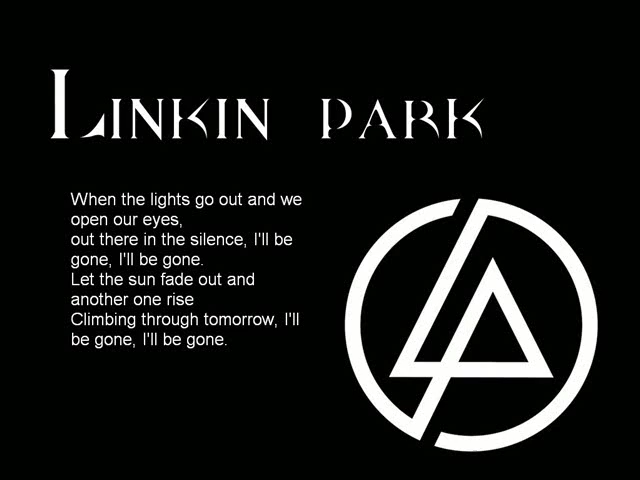 LINKIN PARK
When the lights go out and we
open our eyes,
out there in the silence, I'll be
gone, I'll be gone.
Let the sun fade out and
another one rise
Climbing through tomorrow, I'll
be gone, I'll be gone.